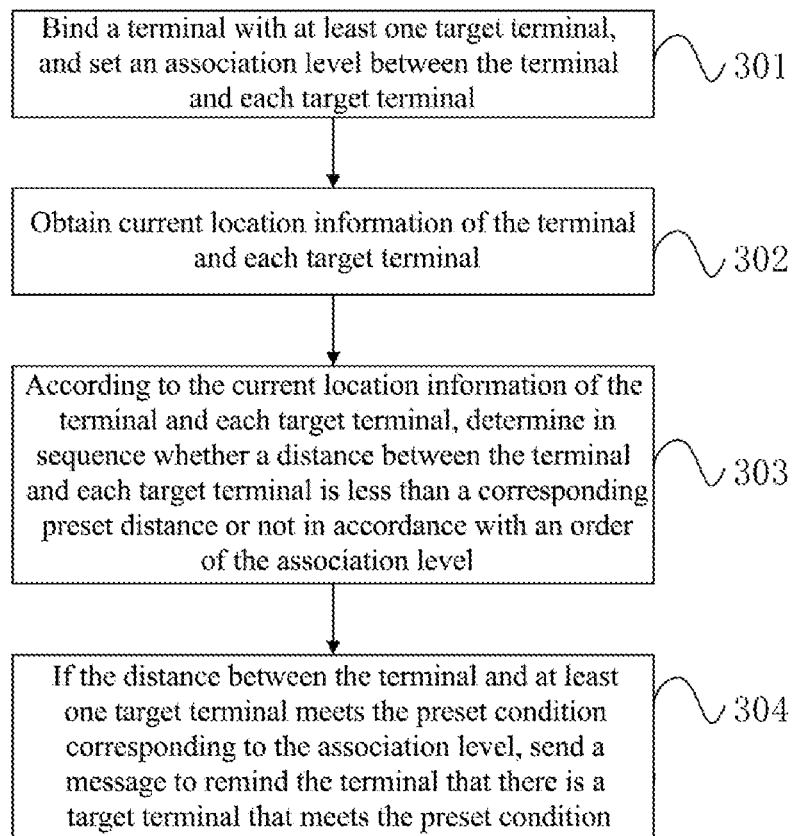 Bind a terminal with at least one target terminal,
and set an association level between the terminal
and each target terminal
301
Obtain current location information of the terminal
and each target terminal
302
According to the current location information of the
terminal and each target terminal, determine in
sequence whether a distance between the terminal
and each target terminal is less than a corresponding
preset distance or not in accordance with an order
of the association level
303
If the distance between the terminal and at least
one target terminal meets the preset condition
corresponding to the association level, send a
message to remind the terminal that there is a
target terminal that meets the preset condition
304